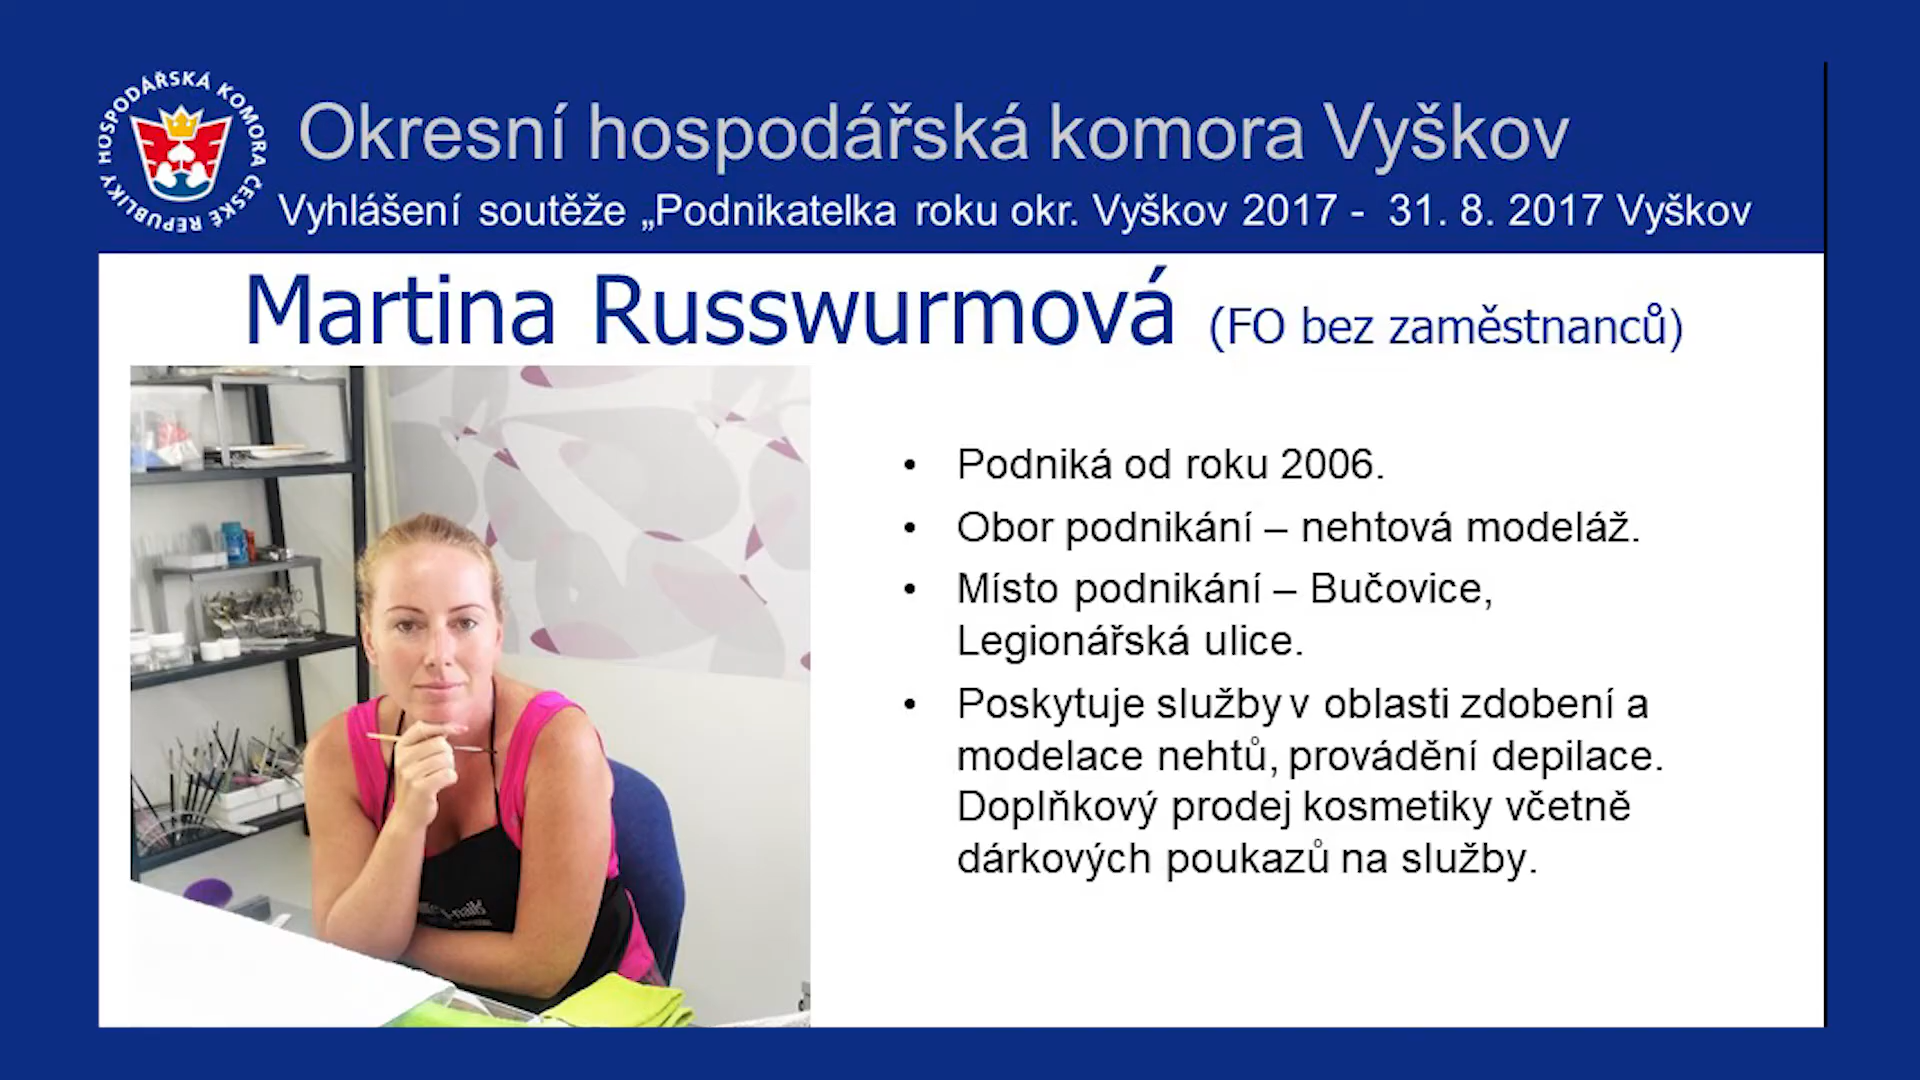 HOSPODÁŘSKÁ KOMORA ČESKÉ REPUBLIKY
Okresní hospodářská komora Vyškov
Vyhlášení soutěže „Podnikatelka roku okr. Vyškov 2017 - 31. 8. 2017 Vyškov
Martina Russwurmová (FO bez zaměstnanců)
• Podniká od roku 2006.
• Obor podnikání – nehtová modeláž.
• Místo podnikání – Bučovice,
Legionářská ulice.
• Poskytuje služby v oblasti zdobení a
modelace nehtů, provádění depilace.
Doplňkový prodej kosmetiky včetně
dárkových poukazů na služby.